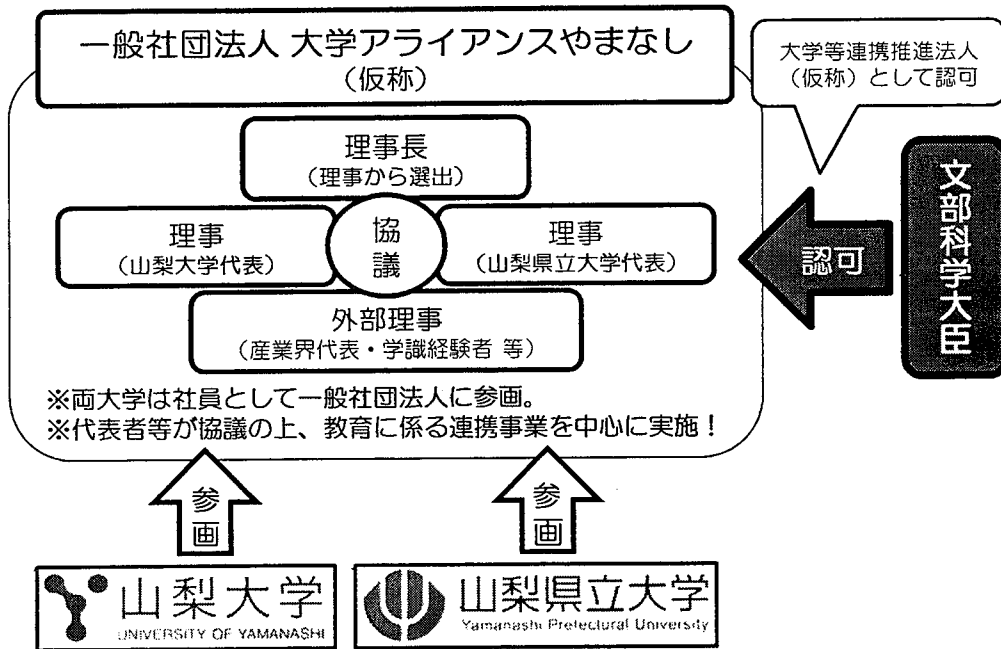 一般社団法人 大学アライアンスやまなし
（仮称）
大学等連携推進法人
（仮称）として認可
理事長
（理事から選出）
理事
（山梨大学代表）
協
議
理事
（山梨県立大学代表）
外部理事
（産業界代表・学識経験者 等）
認可
文部科学大臣
※両大学は社員として一般社団法人に参画。
※代表者等が協議の上、教育に係る連携事業を中心に実施！
参
画
参
画
山梨大学
UNIVERSITY OF YAMANASHI
山梨県立大学
Yamanashi Prefectural University